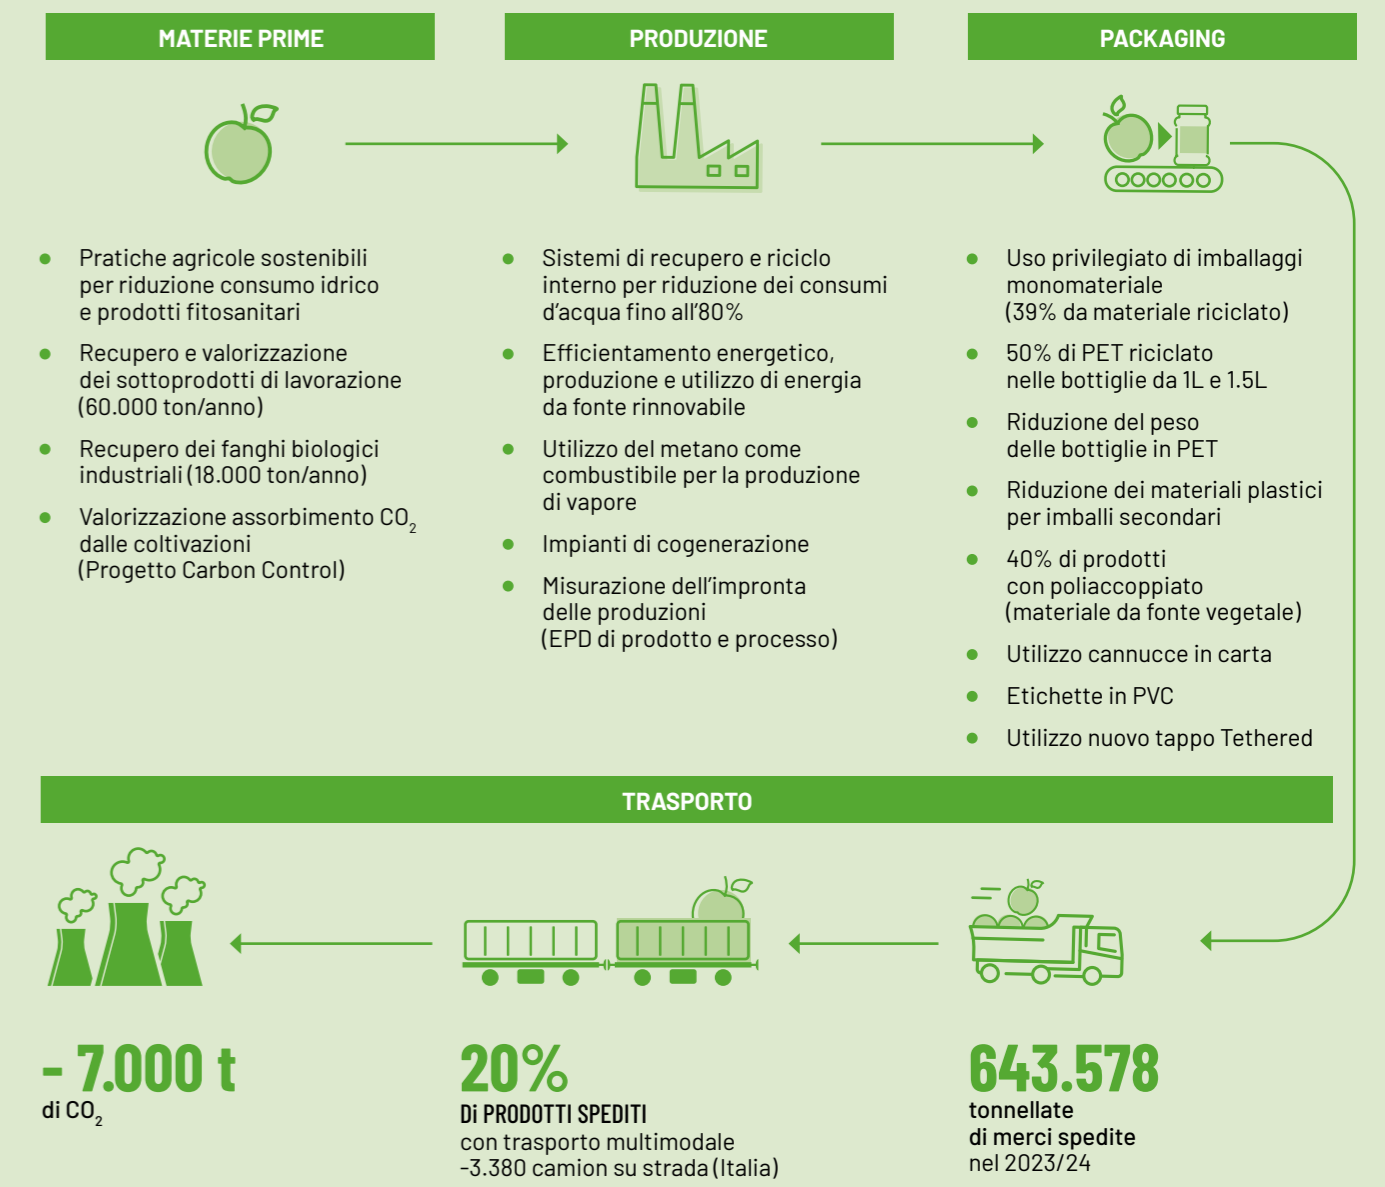 MATERIE PRIME
Pratiche agricole sostenibili
per riduzione consumo idrico
e prodotti fitosanitari
Recupero e valorizzazione
dei sottoprodotti di lavorazione
(60.000 ton/anno)
Recupero dei fanghi biologici
industriali (18.000 ton/anno)
Valorizzazione assorbimento CO₂
dalle coltivazioni
(Progetto Carbon Control)
PRODUZIONE
Sistemi di recupero e riciclo
interno per riduzione dei consumi
d'acqua fino all'80%
Efficientamento energetico,
produzione e utilizzo di energia
da fonte rinnovabile
Utilizzo del metano come
combustibile per la produzione
di vapore
Impianti di cogenerazione
Misurazione dell'impronta
delle produzioni
(EPD di prodotto e processo)
PACKAGING
Uso privilegiato di imballaggi
monomateriale
(39% da materiale riciclato)
50% di PET riciclato
nelle bottiglie da 1L e 1.5L
Riduzione del peso
delle bottiglie in PET
Riduzione dei materiali plastici
per imballi secondari
40% di prodotti
con poliaccoppiato
(materiale da fonte vegetale)
Utilizzo cannucce in carta
Etichette in PVC
Utilizzo nuovo tappo Tethered
TRASPORTO
- 7.000 t
di CO₂
20%
Di PRODOTTI SPEDITI
con trasporto multimodale
-3.380 camion su strada (Italia)
643.578
tonnellate
di merci spedite
nel 2023/24